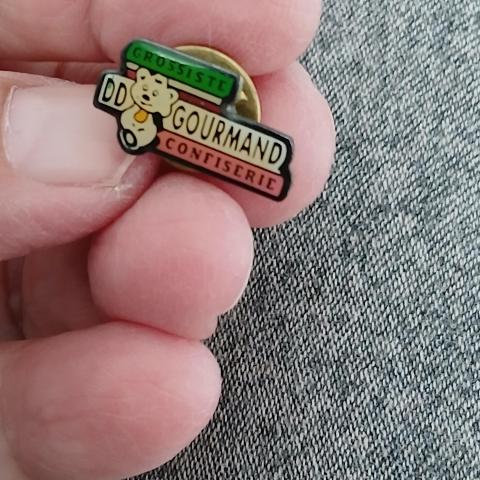 GROSSISTE
DD GOURMAND
CONFISERIE